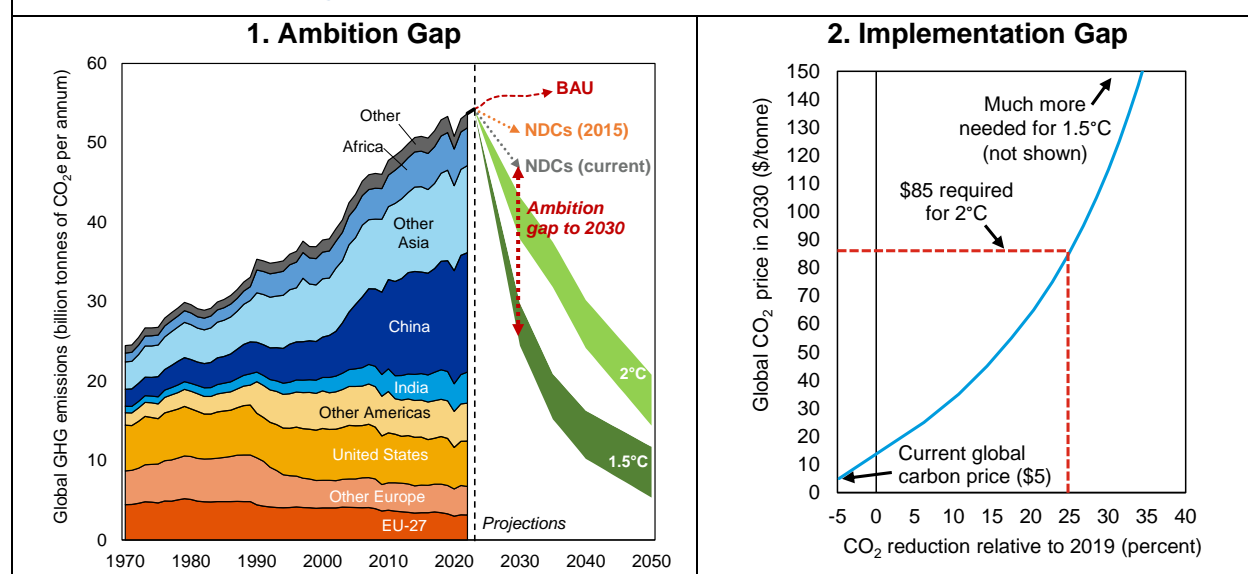 1. Ambition Gap
Global GHG emissions (billion tonnes of CO₂e per annum)
60
50
40
30
20
10
0
1970
1980
1990
2000
2010
2020
2030
2040
2050
Other
Africa
Other
Asia
China
India
Other Americas
United States
Other Europe
EU-27
BAU
NDCs (2015)
NDCs (current)
Ambition
gap to 2030
2°C
1.5°C
Projections
2. Implementation Gap
Global CO₂ price in 2030 ($/tonne)
150
140
130
120
110
100
90
80
70
60
50
40
30
20
10
0
-5
0
5
10
15
20
25
30
35
40
CO₂ reduction relative to 2019 (percent)
Much more
needed for 1.5°C
(not shown)
$85 required
for 2°C
Current global
carbon price ($5)